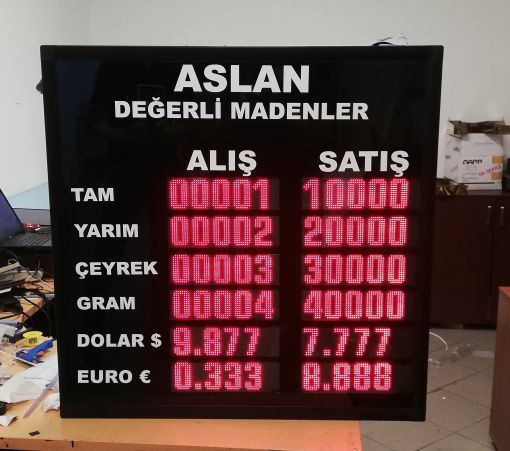 ASLAN
DEĞERLİ MADENLER
ALIŞ SATIŞ
TAM 00001 10000
YARIM 00002 20000
ÇEYREK 00003 30000
GRAM 00004 40000
DOLAR $ 9.877 7.777
EURO € 0.333 8.888